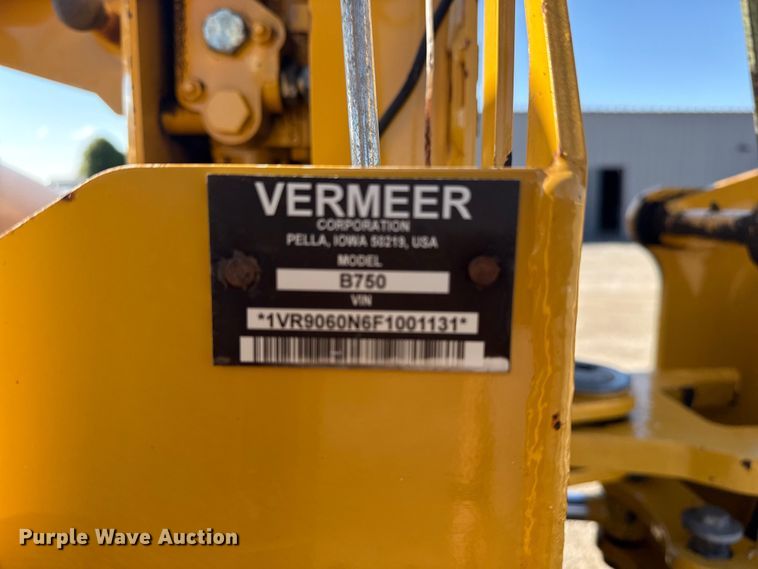 VERMEER
CORPORATION
PELLA, IOWA 50219, USA
MODEL
B750
VIN
*1VR9060N6F1001131*
Purple Wave Auction